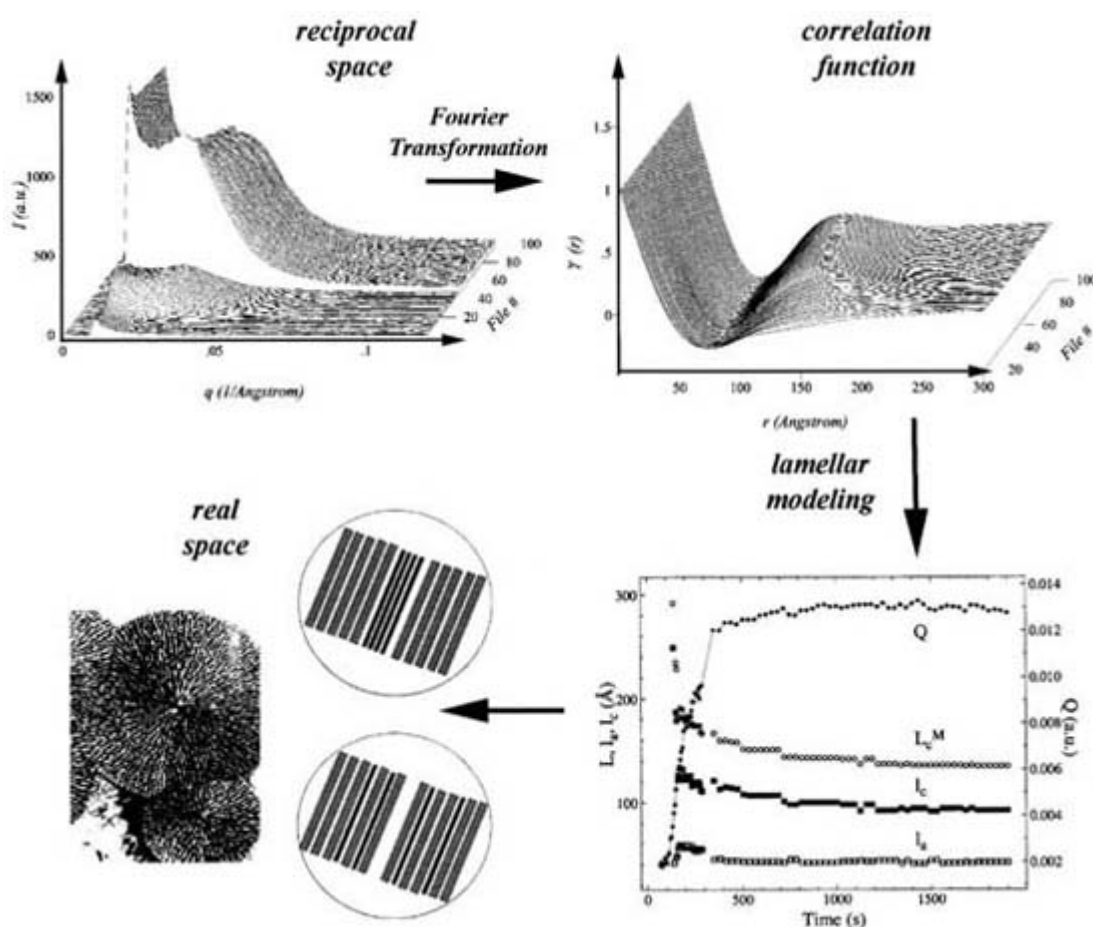 reciprocal
space
correlation
function
Fourier
Transformation
I (a.u.)
1500
1000
500
0
0
.05
.1
q (1/Angstrom)
20
40
60
80
100
File #
γ (r)
1.5
1
.5
0
50
100
150
200
250
300
r (Angstrom)
20
40
60
80
100
File #
lamellar
modeling
real
space
L, lₐ, l_c (Å)
300
200
100
0
500
1000
1500
Time (s)
Q (a.u.)
0.014
0.012
0.010
0.008
0.006
0.004
0.002
Q
L_c^M
l_c
l_a